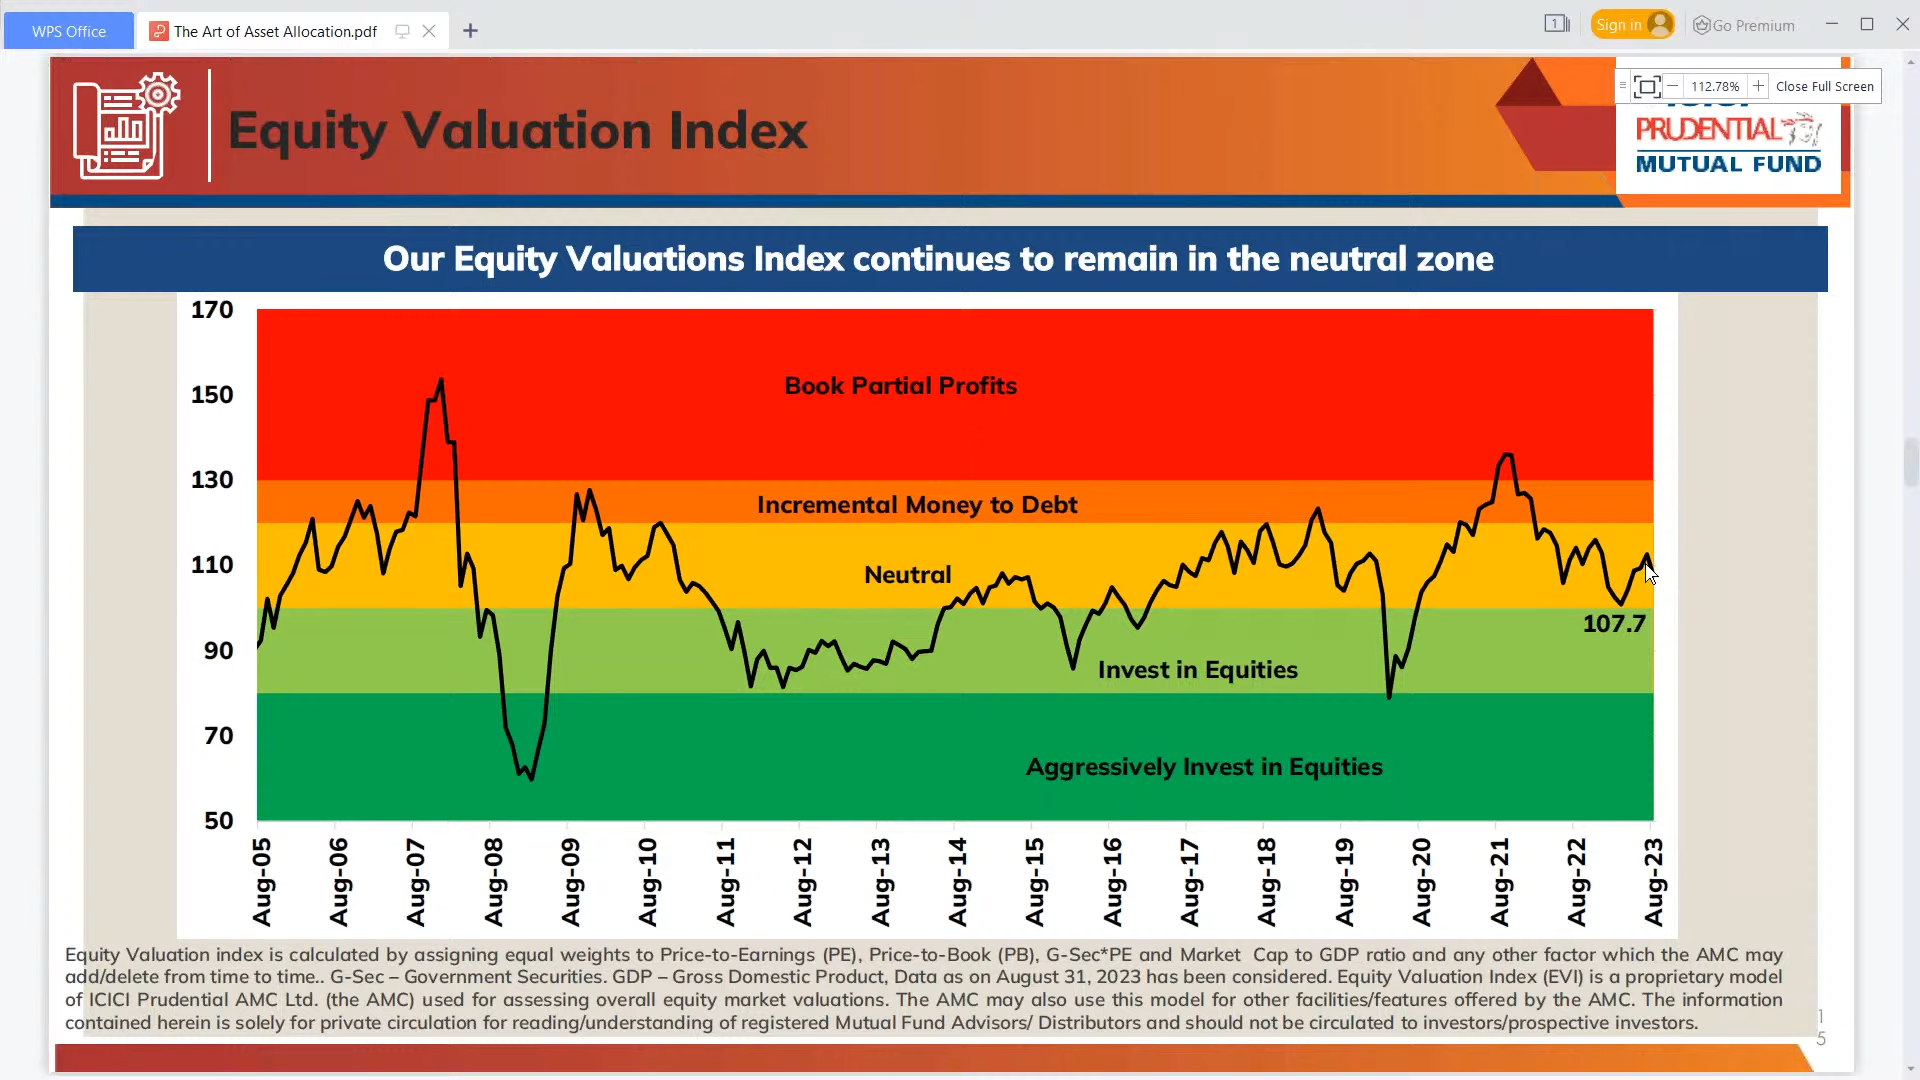 WPS Office
The Art of Asset Allocation.pdf
1
Sign in
Go Premium
112.78%
Close Full Screen
Equity Valuation Index
PRUDENTIAL
MUTUAL FUND
Our Equity Valuations Index continues to remain in the neutral zone
170
150
130
110
90
70
50
Book Partial Profits
Incremental Money to Debt
Neutral
107.7
Invest in Equities
Aggressively Invest in Equities
Aug-05
Aug-06
Aug-07
Aug-08
Aug-09
Aug-10
Aug-11
Aug-12
Aug-13
Aug-14
Aug-15
Aug-16
Aug-17
Aug-18
Aug-19
Aug-20
Aug-21
Aug-22
Aug-23
Equity Valuation index is calculated by assigning equal weights to Price-to-Earnings (PE), Price-to-Book (PB), G-Sec*PE and Market Cap to GDP ratio and any other factor which the AMC may
add/delete from time to time.. G-Sec – Government Securities. GDP – Gross Domestic Product, Data as on August 31, 2023 has been considered. Equity Valuation Index (EVI) is a proprietary model
of ICICI Prudential AMC Ltd. (the AMC) used for assessing overall equity market valuations. The AMC may also use this model for other facilities/features offered by the AMC. The information
contained herein is solely for private circulation for reading/understanding of registered Mutual Fund Advisors/ Distributors and should not be circulated to investors/prospective investors.
1
5